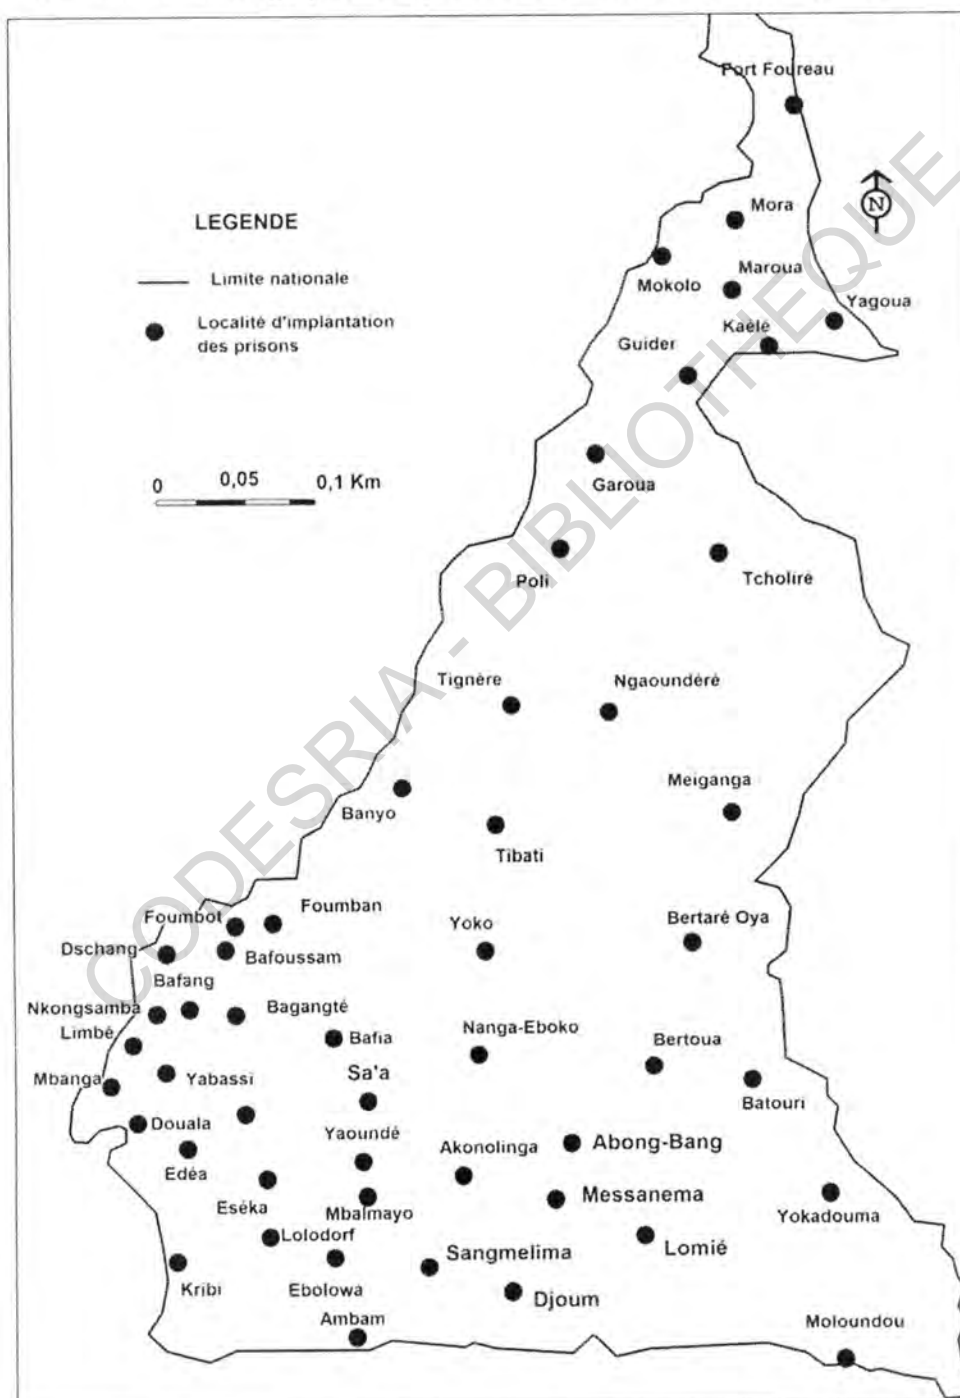 Fort Foureau
N
LEGENDE
Mora
Limite nationale
Mokolo
Maroua
Yagoua
Localité d'implantation
des prisons
Kaélé
Guider
0 0,05 0,1 Km
Garoua
Poli
Tcholiré
Tignère
Ngaoundéré
Meiganga
Banyo
Tibati
Foumbot
Foumban
Yoko
Bertaré Oya
Dschang
Bafoussam
Bafang
Nkongsamba
Bagangté
Limbé
Bafia
Nanga-Eboko
Bertoua
Mbanga
Yabassi
Sa'a
Batouri
Douala
Yaoundé
Akonolinga
Abong-Bang
Edéa
Eséka
Mbalmayo
Messanema
Yokadouma
Lolodorf
Sangmelima
Lomié
Kribi
Ebolowa
Djoum
Ambam
Moloundou
CODESRIA - BIBLIOTHEQUE